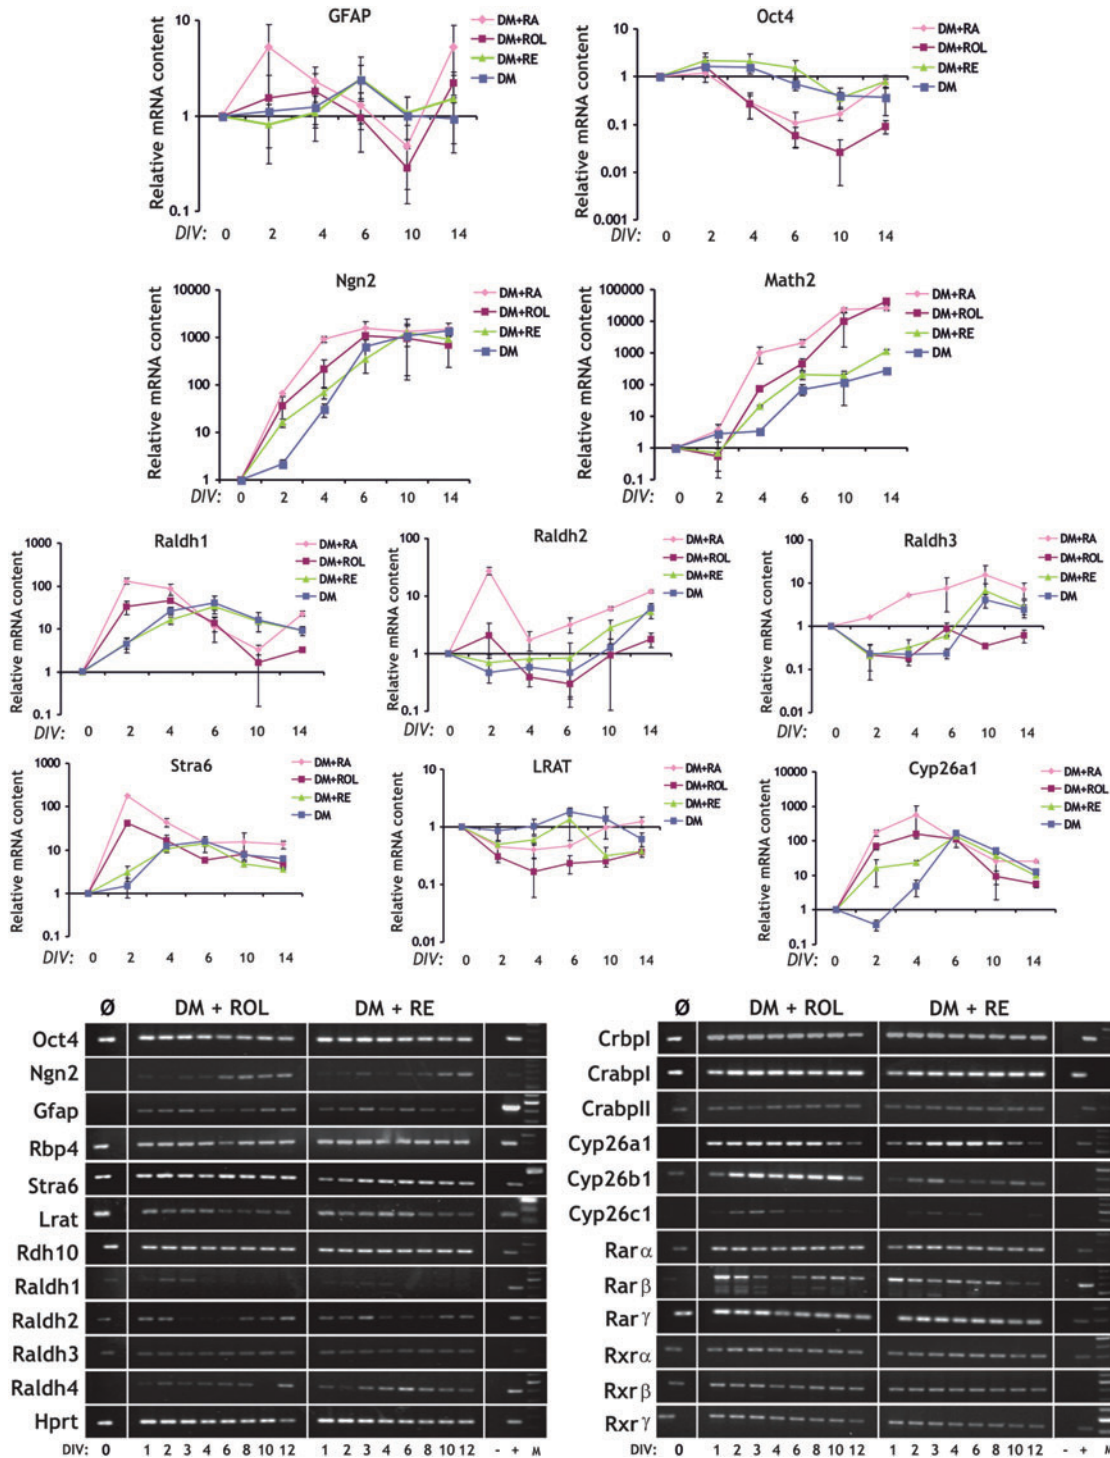 GFAP
Relative mRNA content
10
1
0.1
DIV: 0 2 4 6 10 14
DM+RA
DM+ROL
DM+RE
DM
Oct4
Relative mRNA content
10
1
0.1
0.01
0.001
DIV: 0 2 4 6 10 14
DM+RA
DM+ROL
DM+RE
DM
Ngn2
Relative mRNA content
10000
1000
100
10
1
DIV: 0 2 4 6 10 14
DM+RA
DM+ROL
DM+RE
DM
Math2
Relative mRNA content
100000
10000
1000
100
10
1
0.1
DIV: 0 2 4 6 10 14
DM+RA
DM+ROL
DM+RE
DM
Raldh1
Relative mRNA content
1000
100
10
1
0.1
DIV: 0 2 4 6 10 14
DM+RA
DM+ROL
DM+RE
DM
Raldh2
Relative mRNA content
100
10
1
0.1
DIV: 0 2 4 6 10 14
DM+RA
DM+ROL
DM+RE
DM
Raldh3
Relative mRNA content
100
10
1
0.1
0.01
DIV: 0 2 4 6 10 14
DM+RA
DM+ROL
DM+RE
DM
Stra6
Relative mRNA content
1000
100
10
1
0.1
DIV: 0 2 4 6 10 14
DM+RA
DM+ROL
DM+RE
DM
LRAT
Relative mRNA content
10
1
0.1
0.01
DIV: 0 2 4 6 10 14
DM+RA
DM+ROL
DM+RE
DM
Cyp26a1
Relative mRNA content
10000
1000
100
10
1
0.1
DIV: 0 2 4 6 10 14
DM+RA
DM+ROL
DM+RE
DM
Ø DM + ROL DM + RE
Oct4
Ngn2
Gfap
Rbp4
Stra6
Lrat
Rdh10
Raldh1
Raldh2
Raldh3
Raldh4
Hprt
DIV: 0 1 2 3 4 6 8 10 12 1 2 3 4 6 8 10 12 - + M
Ø DM + ROL DM + RE
CrbpI
CrabpI
CrabpII
Cyp26a1
Cyp26b1
Cyp26c1
Rar α
Rar β
Rar γ
Rxr α
Rxr β
Rxr γ
DIV: 0 1 2 3 4 6 8 10 12 1 2 3 4 6 8 10 12 - + M